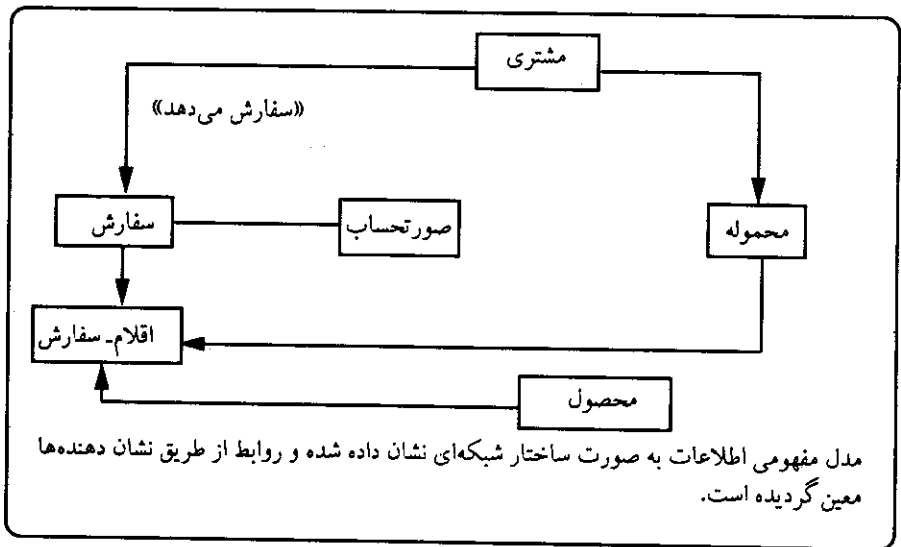 مشتری
«سفارش می‌دهد»
سفارش
صورتحساب
محموله
اقلام-سفارش
محصول
مدل مفهومی اطلاعات به صورت ساختار شبکه‌ای نشان داده شده و روابط از طریق نشان دهنده‌ها
معین گردیده است.